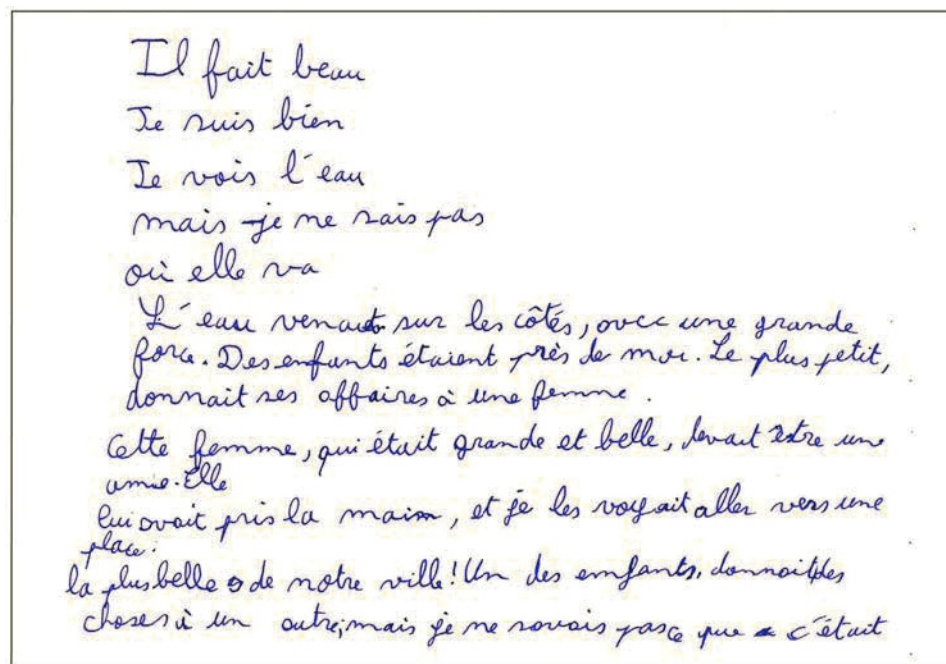 Il fait beau
Je suis bien
Je vois l'eau
mais je ne sais pas
où elle va
L'eau venait sur les côtés, avec une grande
force. Des enfants étaient près de moi. Le plus petit,
donnait ses affaires à une femme.
Cette femme, qui était grande et belle, devait être une
amie. Elle
lui avait pris la main, et je les voyait aller vers une
place:
la plus belle de notre ville! Un des enfants, donnait des
choses à un autre, mais je ne savais pas ce que c'était